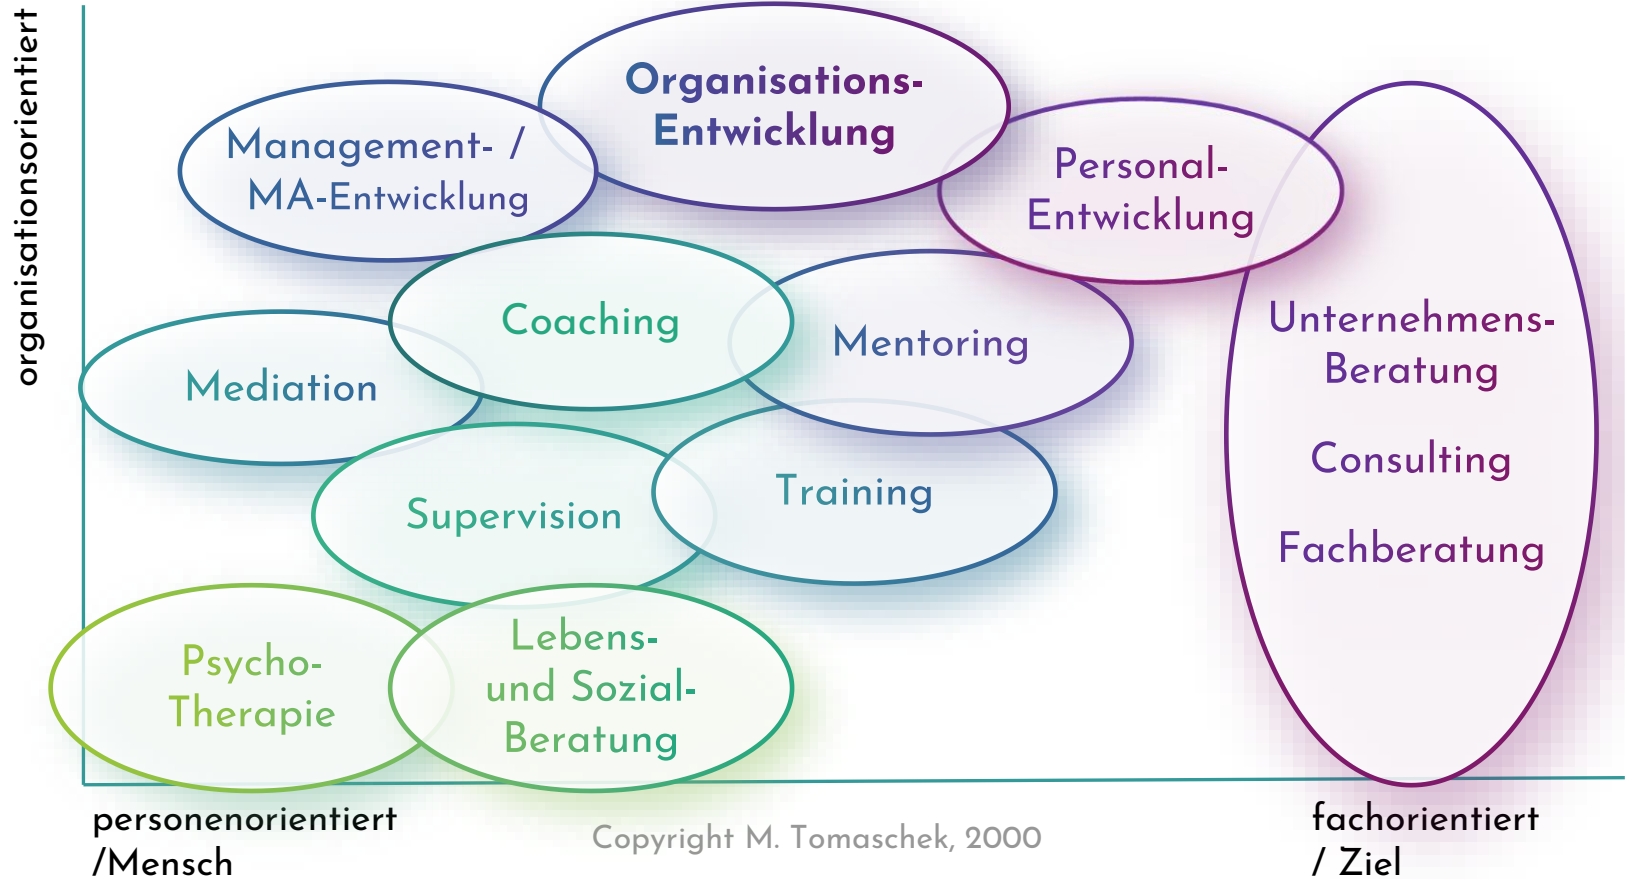 organisationsorientiert
Organisations-
Entwicklung
Management- /
MA-Entwicklung
Personal-
Entwicklung
Coaching
Mentoring
Mediation
Unternehmens-
Beratung
Consulting
Fachberatung
Supervision
Training
Psycho-
Therapie
Lebens-
und Sozial-
Beratung
personenorientiert
/Mensch
Copyright M. Tomaschek, 2000
fachorientiert
/ Ziel